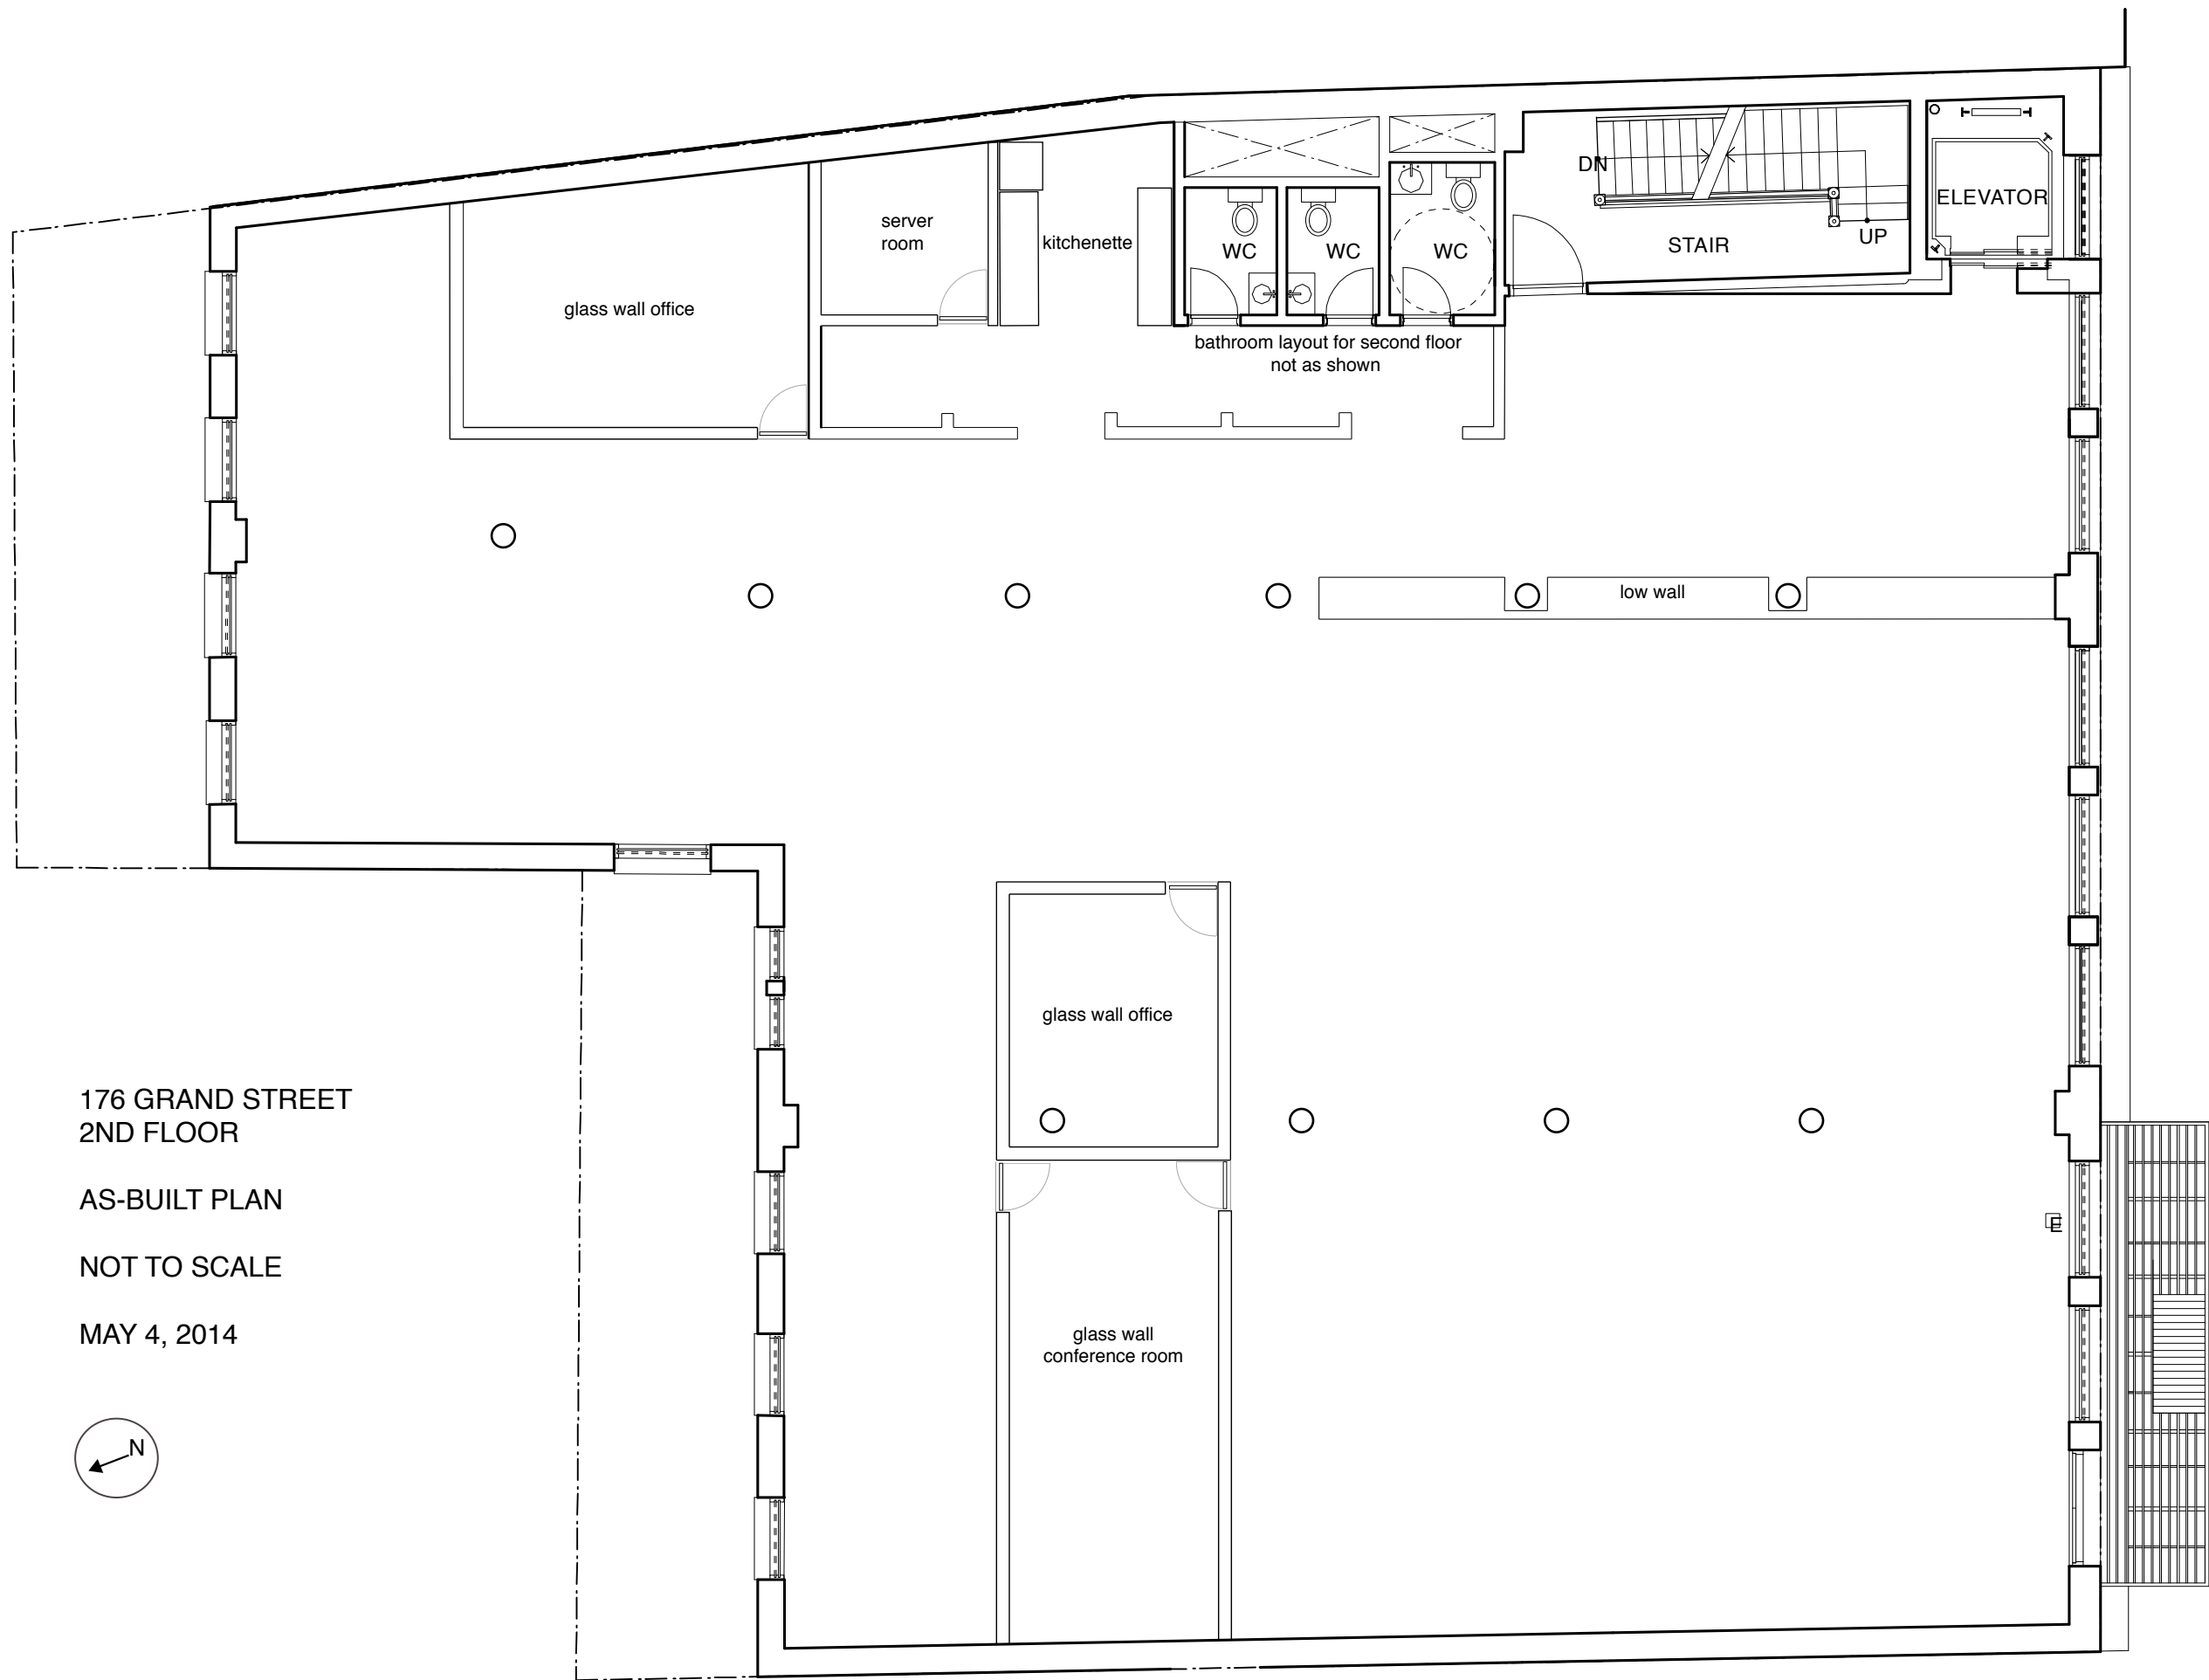 DN
ELEVATOR
server
room
kitchenette
WC
WC
WC
STAIR
UP
glass wall office
bathroom layout for second floor
not as shown
low wall
glass wall office
176 GRAND STREET
2ND FLOOR
AS-BUILT PLAN
NOT TO SCALE
MAY 4, 2014
E
glass wall
conference room
N